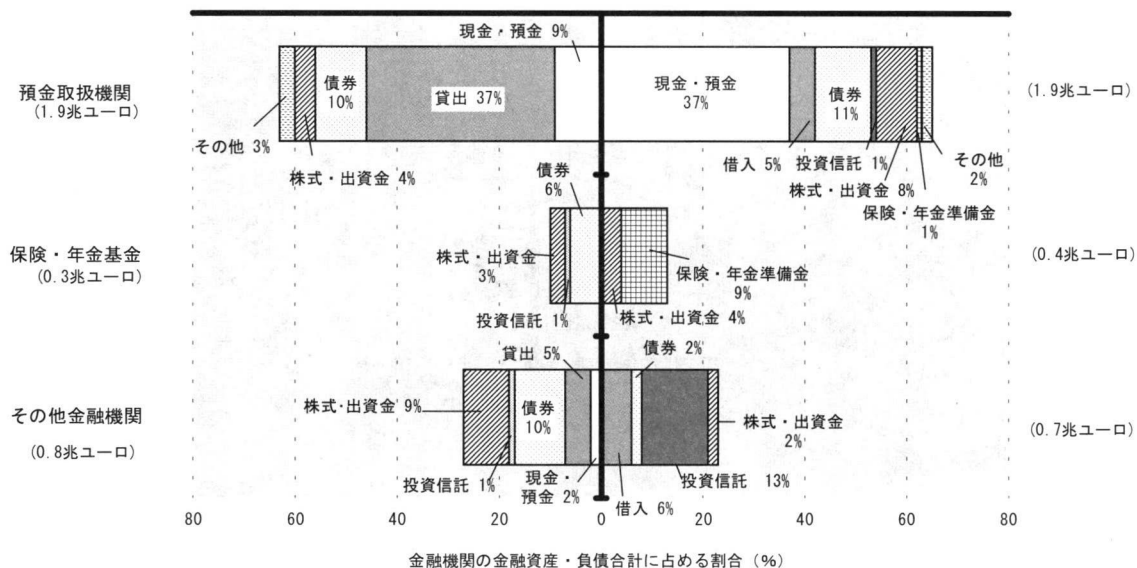 現金・預金 9%
預金取扱機関
(1.9兆ユーロ)
債券
10%
貸出 37%
現金・預金
37%
債券
11%
(1.9兆ユーロ)
その他 3%
株式・出資金 4%
借入 5%
投資信託 1%
株式・出資金 8%
その他
2%
保険・年金準備金
1%
保険・年金基金
(0.3兆ユーロ)
債券
6%
株式・出資金
3%
投資信託 1%
保険・年金準備金
9%
株式・出資金 4%
(0.4兆ユーロ)
その他金融機関
(0.8兆ユーロ)
貸出 5%
債券 2%
株式・出資金 9%
債券
10%
株式・出資金
2%
(0.7兆ユーロ)
投資信託 1%
現金・
預金 2%
借入 6%
投資信託 13%
80 60 40 20 0 20 40 60 80
金融機関の金融資産・負債合計に占める割合（%）